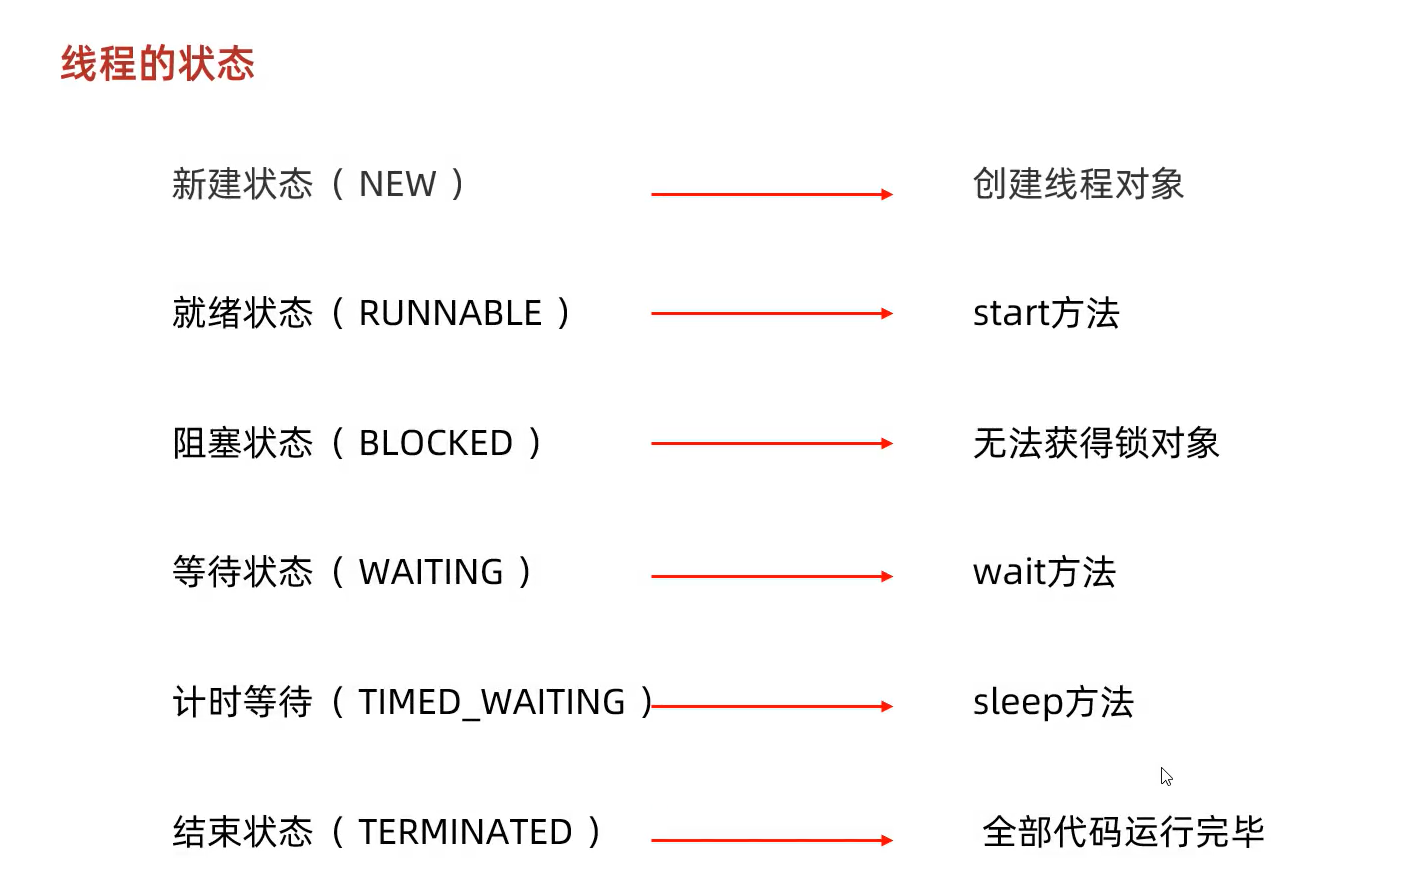 线程的状态
新建状态（ NEW ） 创建线程对象
就绪状态（ RUNNABLE ） start方法
阻塞状态（ BLOCKED ） 无法获得锁对象
等待状态（ WAITING ） wait方法
计时等待（ TIMED_WAITING ） sleep方法
结束状态（ TERMINATED ） 全部代码运行完毕